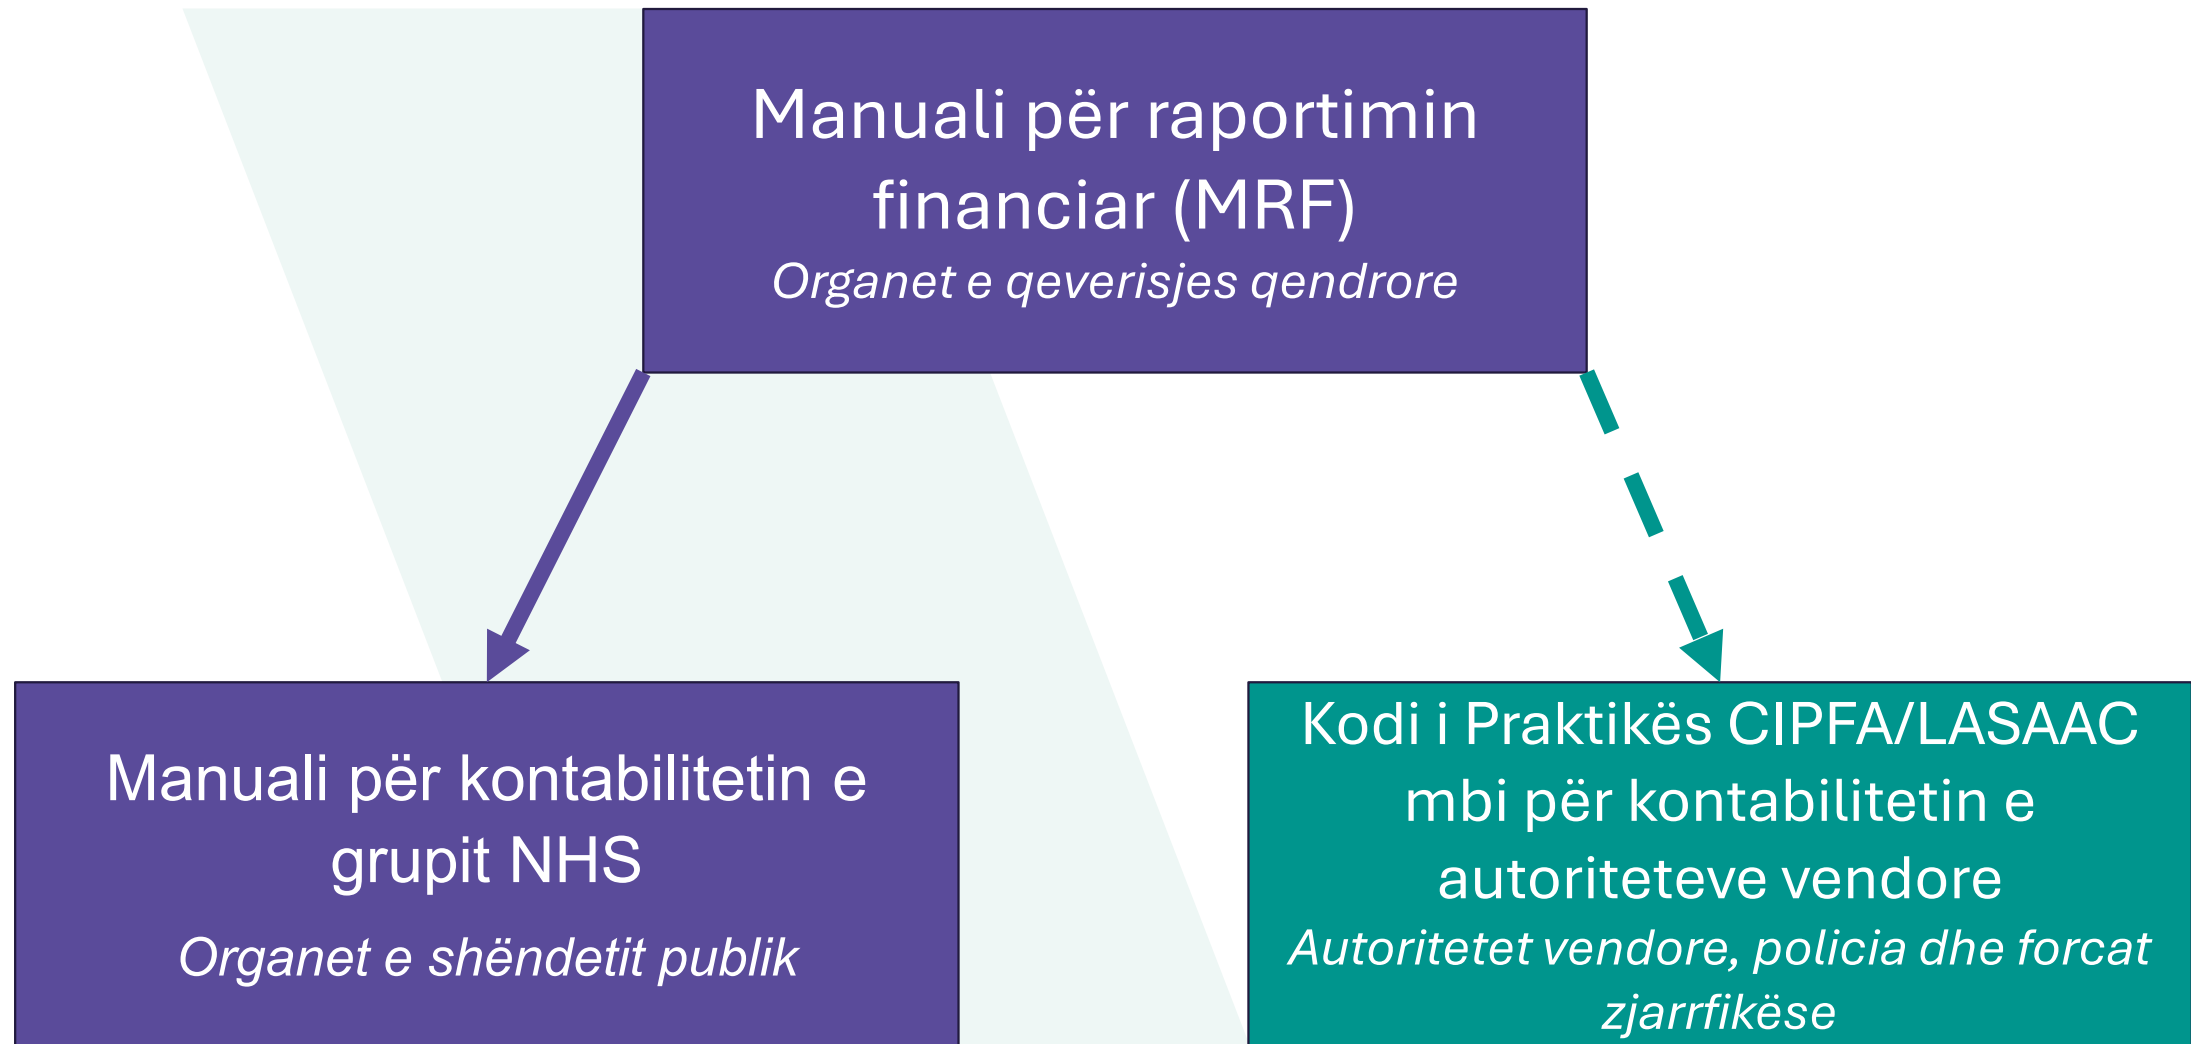 Manuali për raportimin
financiar (MRF)
Organet e qeverisjes qendrore
Manuali për kontabilitetin e
grupit NHS
Organet e shëndetit publik
Kodi i Praktikës CIPFA/LASAAC
mbi për kontabilitetin e
autoriteteve vendore
Autoritetet vendore, policia dhe forcat
zjarrfikëse